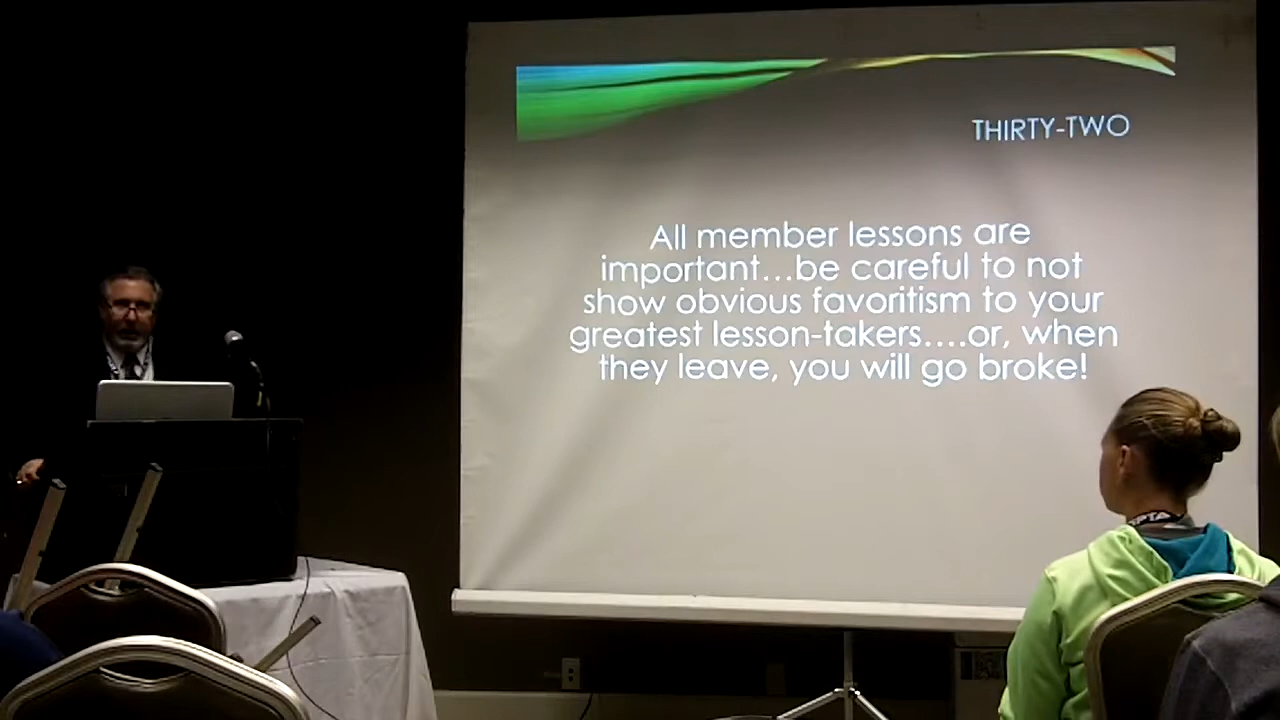 THIRTY-TWO
All member lessons are
important...be careful to not
show obvious favoritism to your
greatest lesson-takers....or, when
they leave, you will go broke!